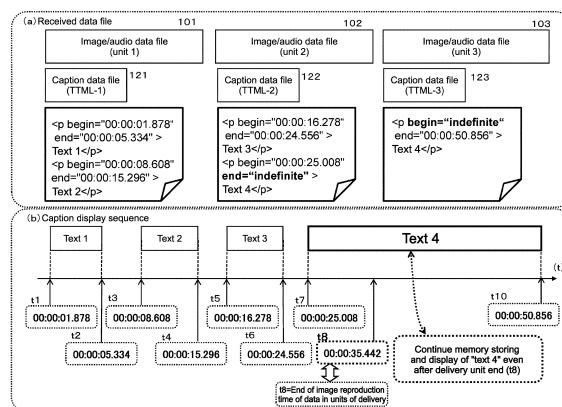 (a) Received data file
101
102
103
Image/audio data file
(unit 1)
Image/audio data file
(unit 2)
Image/audio data file
(unit 3)
121
122
123
Caption data file
(TTML-1)
Caption data file
(TTML-2)
Caption data file
(TTML-3)
<p begin="00:00:01.878"
end="00:00:05.334" >
Text 1</p>
<p begin="00:00:08.608"
end="00:00:15.296" >
Text 2</p>
<p begin="00:00:16.278"
end="00:00:24.556" >
Text 3</p>
<p begin="00:00:25.008"
end="indefinite" >
Text 4</p>
<p begin="indefinite"
end="00:00:50.856" >
Text 4</p>
(b) Caption display sequence
Text 1
Text 2
Text 3
Text 4
(t)
t1
t3
t5
t7
t10
00:00:01.878
00:00:08.608
00:00:16.278
00:00:25.008
00:00:50.856
t2
t4
t6
t8
00:00:05.334
00:00:15.296
00:00:24.556
00:00:35.442
Continue memory storing
and display of "text 4" even
after delivery unit end (t8)
t8=End of image reproduction
time of data in units of delivery